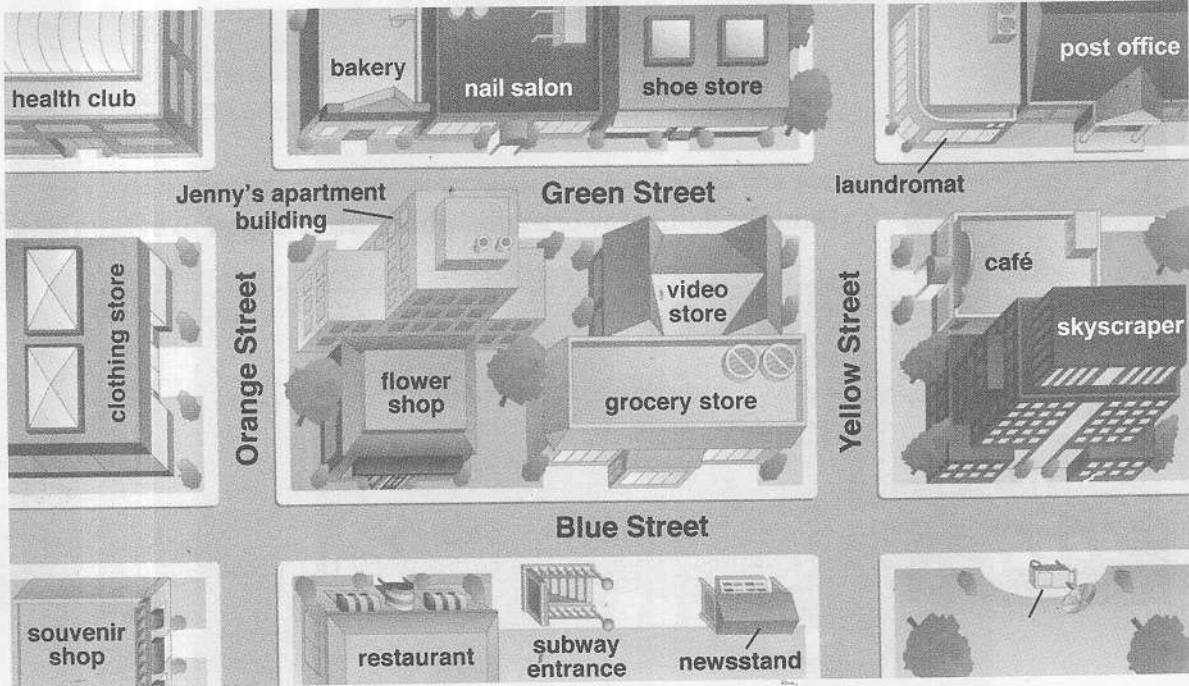 health club
bakery
nail salon
shoe store
post office
laundromat
Jenny's apartment
building
Green Street
clothing store
Orange Street
video
store
café
skyscraper
Yellow Street
flower
shop
grocery store
Blue Street
souvenir
shop
restaurant
subway
entrance
newsstand